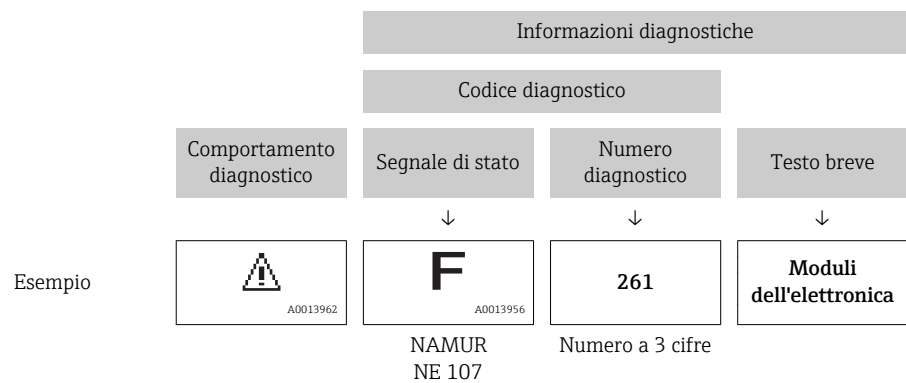 Informazioni diagnostiche
Codice diagnostico
Comportamento
diagnostico
Segnale di stato
Numero
diagnostico
Testo breve
↓ ↓ ↓
Esempio
A0013962
F
A0013956
261
Moduli
dell'elettronica
NAMUR
NE 107
Numero a 3 cifre